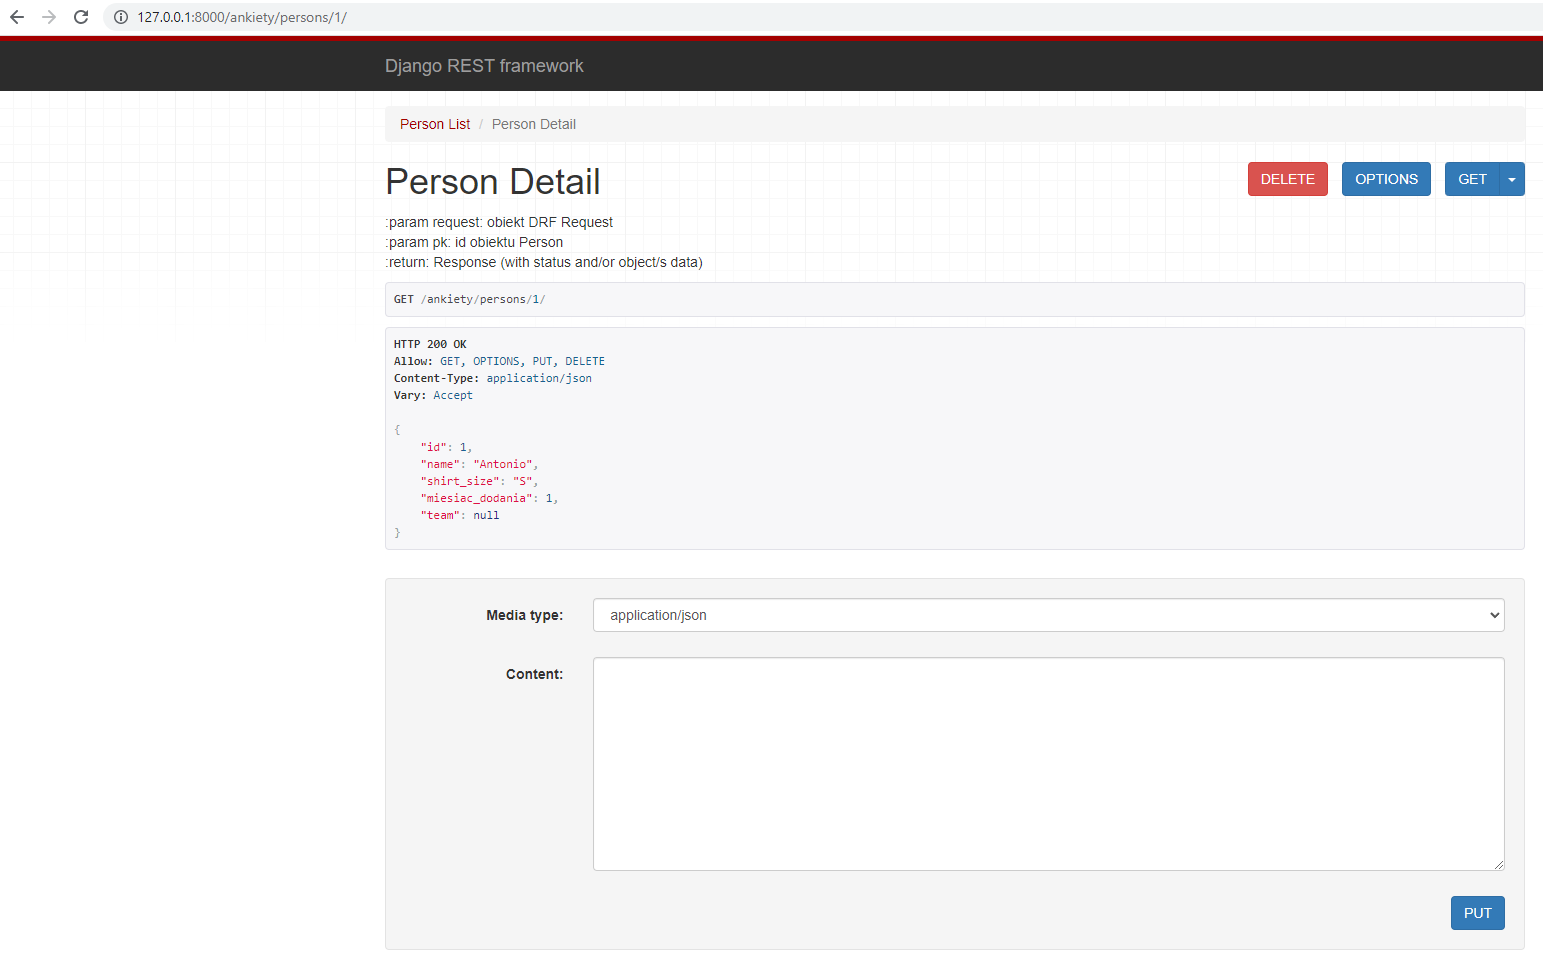 127.0.0.1:8000/ankiety/persons/1/
Django REST framework
Person List / Person Detail
Person Detail
DELETE
OPTIONS
GET
:param request: obiekt DRF Request
:param pk: id obiektu Person
:return: Response (with status and/or object/s data)
GET /ankiety/persons/1/
HTTP 200 OK
Allow: GET, OPTIONS, PUT, DELETE
Content-Type: application/json
Vary: Accept
{
    "id": 1,
    "name": "Antonio",
    "shirt_size": "S",
    "miesiac_dodania": 1,
    "team": null
}
Media type: application/json
Content:
PUT